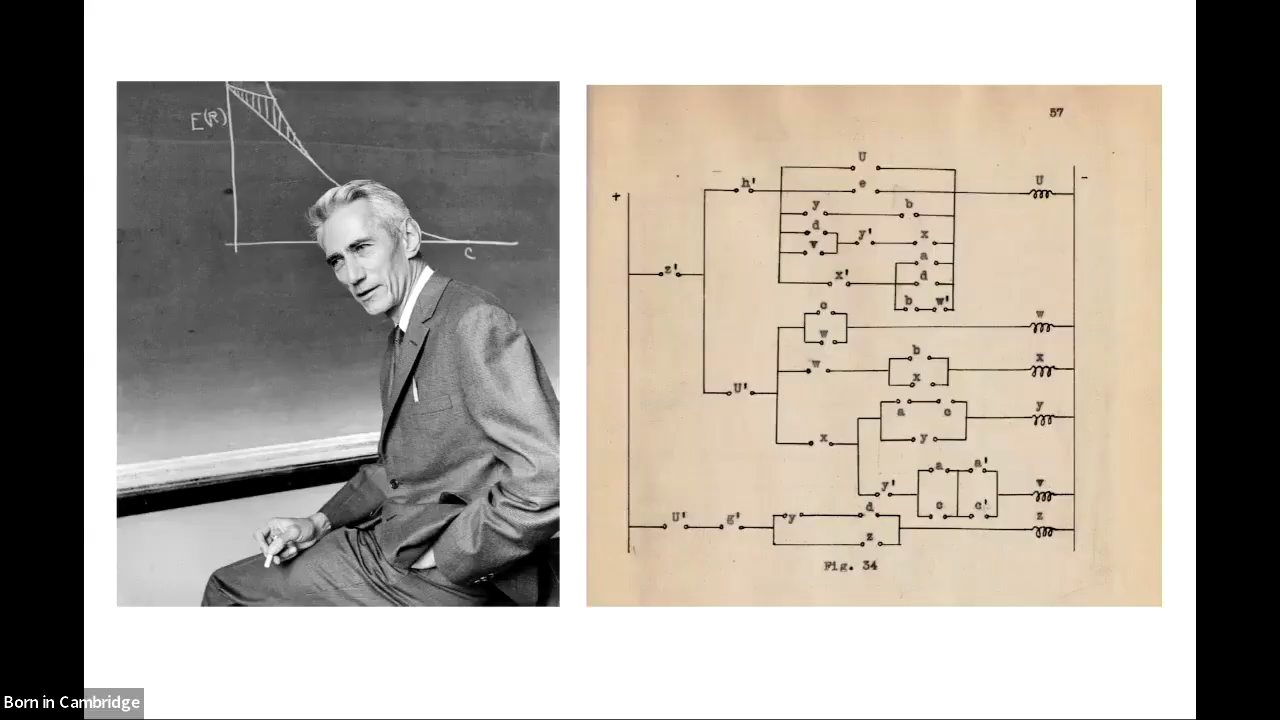 E(R)
C
57
U
h'
e
U
+
-
y
b
d
y'
x
v
a
z'
x'
d
b
w'
c
w
w
b
w
x
x
U'
a
c
y
x
y
a
a'
y'
v
c
c'
z
U'
g'
y
d
z
Fig. 34
Born in Cambridge